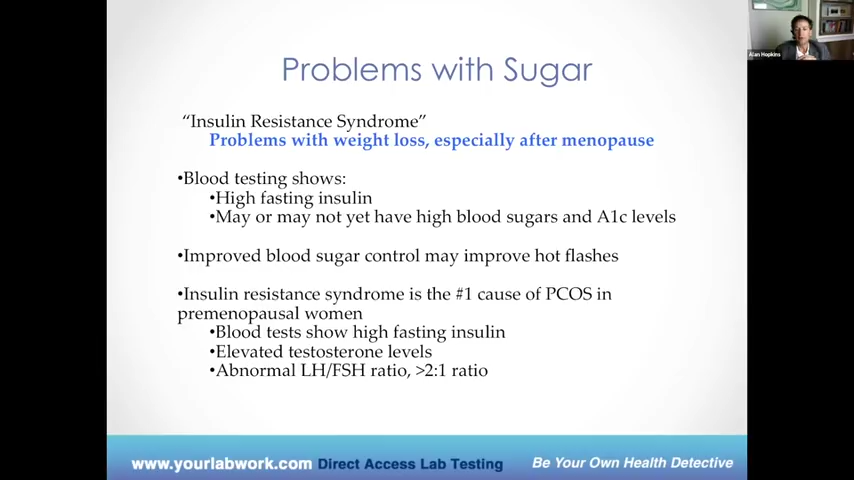 Alan Hopkins
Problems with Sugar
“Insulin Resistance Syndrome”
Problems with weight loss, especially after menopause
•Blood testing shows:
•High fasting insulin
•May or may not yet have high blood sugars and A1c levels
•Improved blood sugar control may improve hot flashes
•Insulin resistance syndrome is the #1 cause of PCOS in
premenopausal women
•Blood tests show high fasting insulin
•Elevated testosterone levels
•Abnormal LH/FSH ratio, >2:1 ratio
www.yourlabwork.com Direct Access Lab Testing
Be Your Own Health Detective